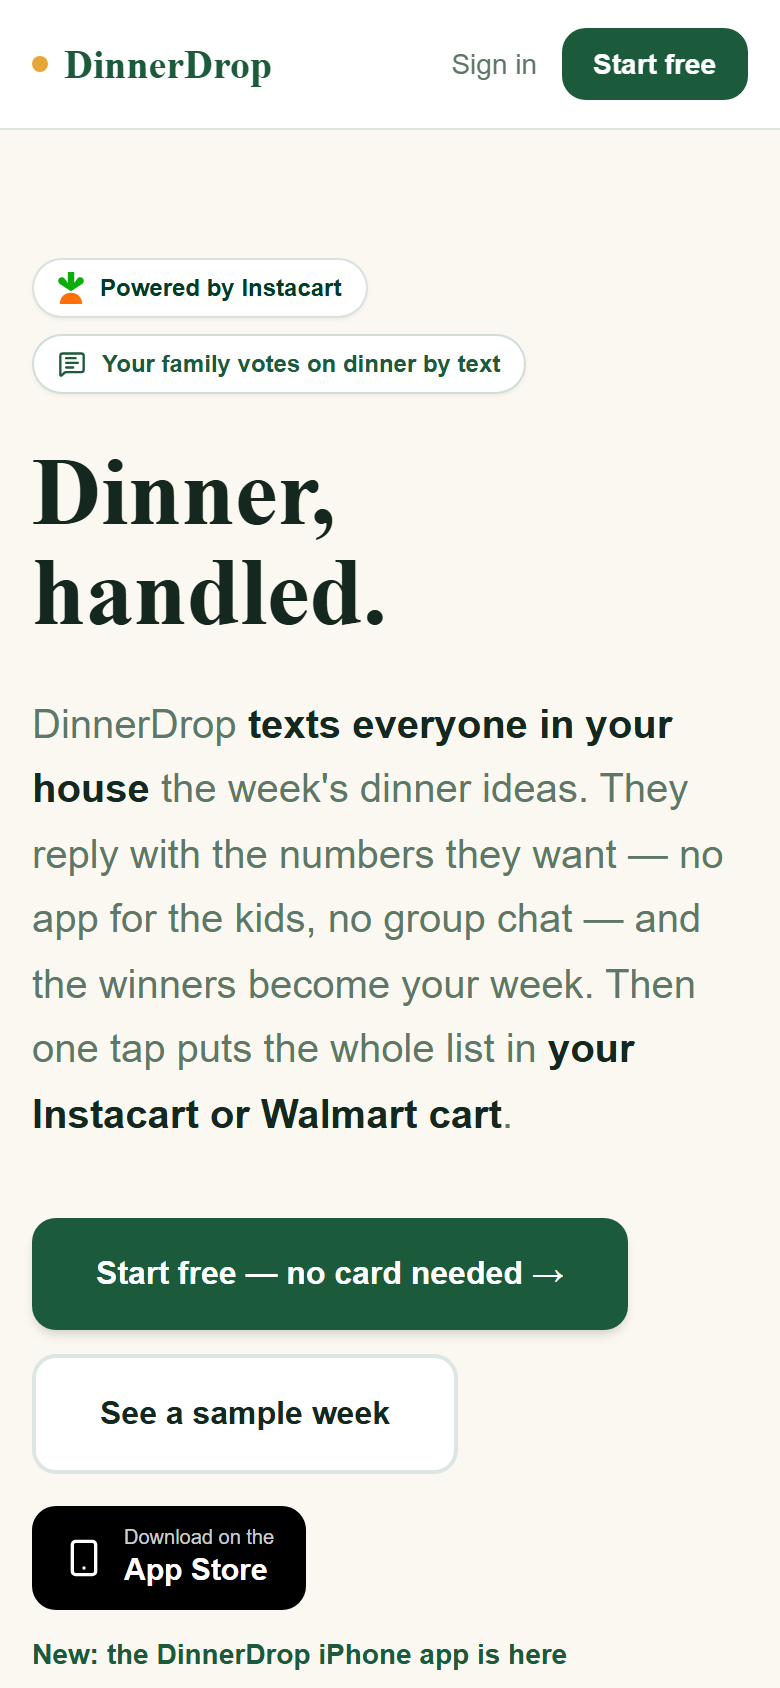 DinnerDrop
Sign in
Start free
Powered by Instacart
Your family votes on dinner by text
Dinner,
handled.
DinnerDrop texts everyone in your
house the week's dinner ideas. They
reply with the numbers they want — no
app for the kids, no group chat — and
the winners become your week. Then
one tap puts the whole list in your
Instacart or Walmart cart.
Start free — no card needed →
See a sample week
Download on the
App Store
New: the DinnerDrop iPhone app is here